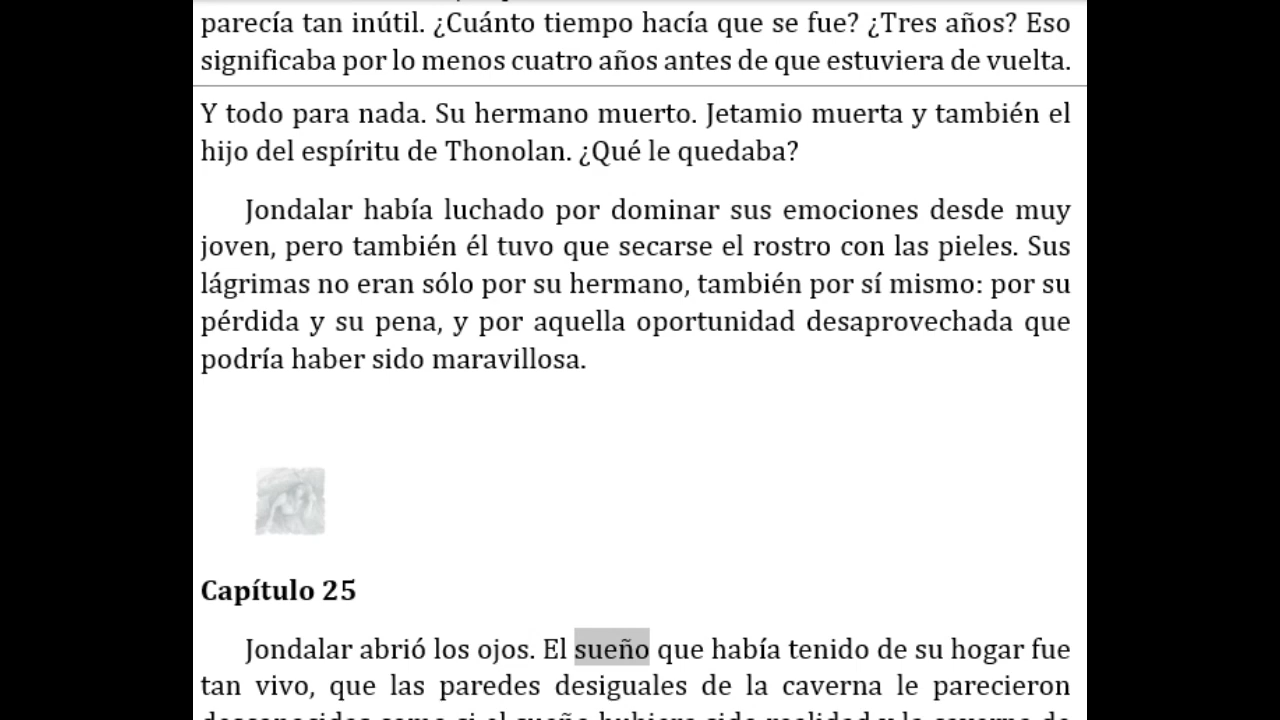 parecía tan inútil. ¿Cuánto tiempo hacía que se fue? ¿Tres años? Eso
significaba por lo menos cuatro años antes de que estuviera de vuelta.
Y todo para nada. Su hermano muerto. Jetamio muerta y también el
hijo del espíritu de Thonolan. ¿Qué le quedaba?
Jondalar había luchado por dominar sus emociones desde muy
joven, pero también él tuvo que secarse el rostro con las pieles. Sus
lágrimas no eran sólo por su hermano, también por sí mismo: por su
pérdida y su pena, y por aquella oportunidad desaprovechada que
podría haber sido maravillosa.
Capítulo 25
Jondalar abrió los ojos. El sueño que había tenido de su hogar fue
tan vivo, que las paredes desiguales de la caverna le parecieron